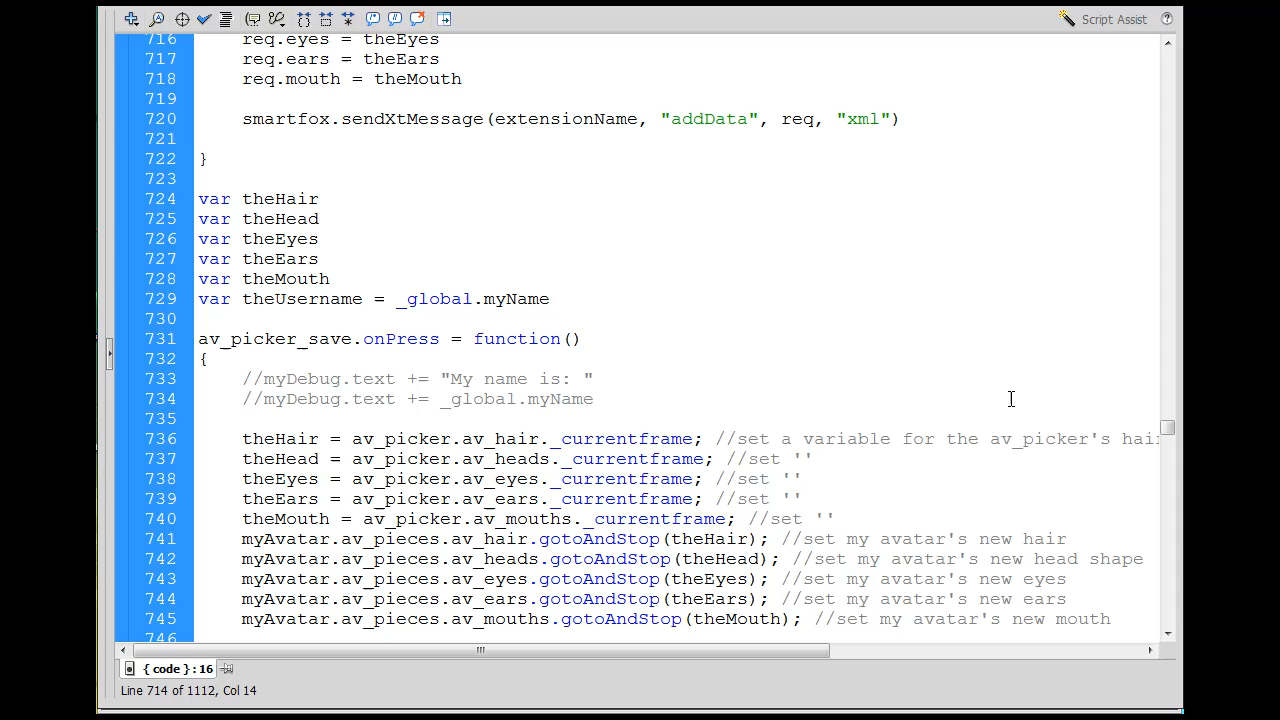 Script Assist
716 req.eyes = theEyes
717 req.ears = theEars
718 req.mouth = theMouth
719
720 smartfox.sendXtMessage(extensionName, "addData", req, "xml")
721
722 }
723
724 var theHair
725 var theHead
726 var theEyes
727 var theEars
728 var theMouth
729 var theUsername = _global.myName
730
731 av_picker_save.onPress = function()
732 {
733 //myDebug.text += "My name is: "
734 //myDebug.text += _global.myName
735
736 theHair = av_picker.av_hair._currentframe; //set a variable for the av_picker's hair
737 theHead = av_picker.av_heads._currentframe; //set ''
738 theEyes = av_picker.av_eyes._currentframe; //set ''
739 theEars = av_picker.av_ears._currentframe; //set ''
740 theMouth = av_picker.av_mouths._currentframe; //set ''
741 myAvatar.av_pieces.av_hair.gotoAndStop(theHair); //set my avatar's new hair
742 myAvatar.av_pieces.av_heads.gotoAndStop(theHead); //set my avatar's new head shape
743 myAvatar.av_pieces.av_eyes.gotoAndStop(theEyes); //set my avatar's new eyes
744 myAvatar.av_pieces.av_ears.gotoAndStop(theEars); //set my avatar's new ears
745 myAvatar.av_pieces.av_mouths.gotoAndStop(theMouth); //set my avatar's new mouth
746
{ code } : 16
Line 714 of 1112, Col 14